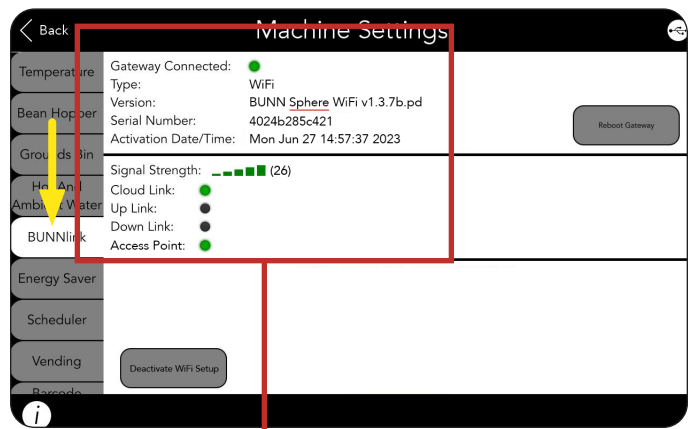 Back
Machine Settings
Temperature
Bean Hopper
Grounds Bin
Hot And
Ambient Water
BUNNlink
Energy Saver
Scheduler
Vending
Barcode
Gateway Connected:
Type: WiFi
Version: BUNN Sphere WiFi v1.3.7b.pd
Serial Number: 4024b285c421
Activation Date/Time: Mon Jun 27 14:57:37 2023
Reboot Gateway
Signal Strength: (26)
Cloud Link:
Up Link:
Down Link:
Access Point:
Deactivate WiFi Setup
i